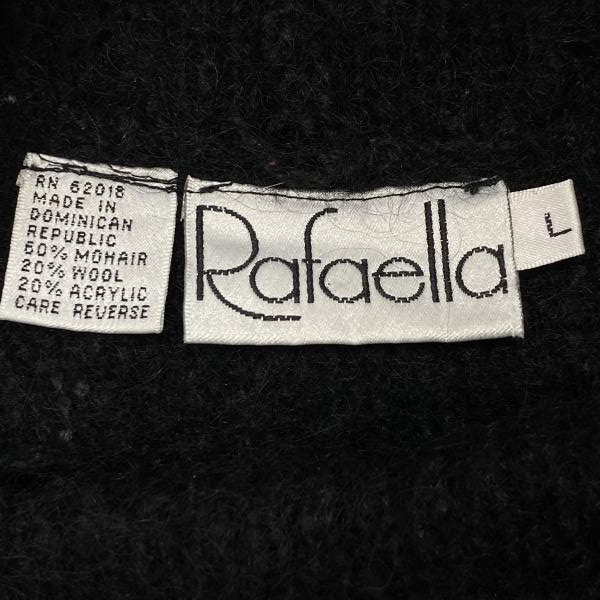 RN 62018
MADE IN
DOMINICAN
REPUBLIC
60% MOHAIR
20% WOOL
20% ACRYLIC
CARE REVERSE
Rafaella
L